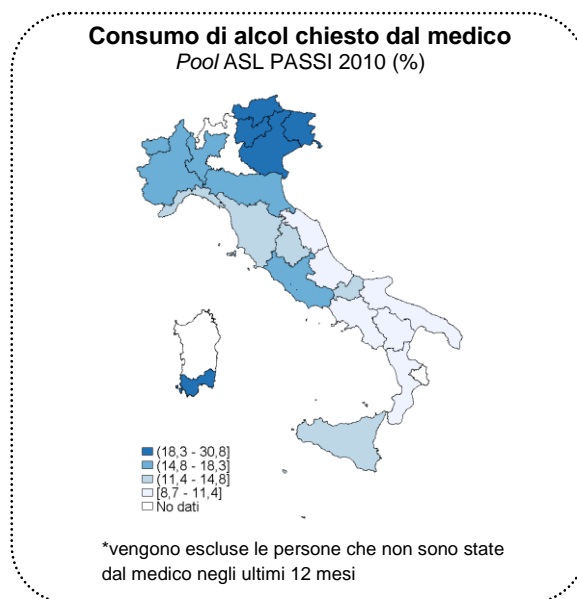 Consumo di alcol chiesto dal medico
Pool ASL PASSI 2010 (%)
(18,3 - 30,8]
(14,8 - 18,3]
(11,4 - 14,8]
[8,7 - 11,4]
No dati
*vengono escluse le persone che non sono state
dal medico negli ultimi 12 mesi